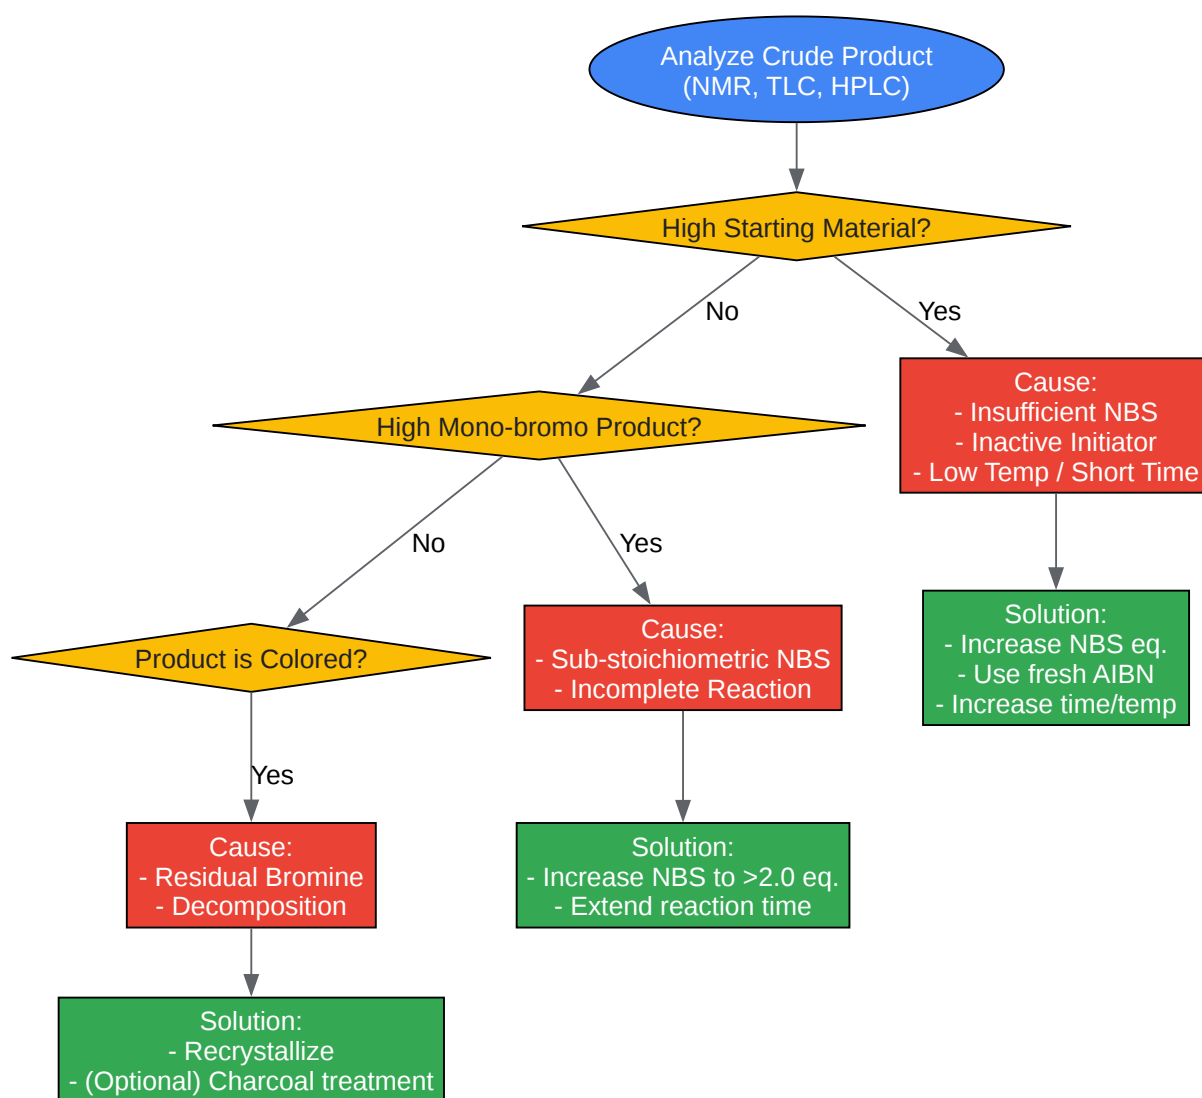 Analyze Crude Product
(NMR, TLC, HPLC)
High Starting Material?
No
Yes
Cause:
- Insufficient NBS
- Inactive Initiator
- Low Temp / Short Time
High Mono-bromo Product?
No
Yes
Solution:
- Increase NBS eq.
- Use fresh AIBN
- Increase time/temp
Cause:
- Sub-stoichiometric NBS
- Incomplete Reaction
Product is Colored?
Yes
Cause:
- Residual Bromine
- Decomposition
Solution:
- Increase NBS to >2.0 eq.
- Extend reaction time
Solution:
- Recrystallize
- (Optional) Charcoal treatment